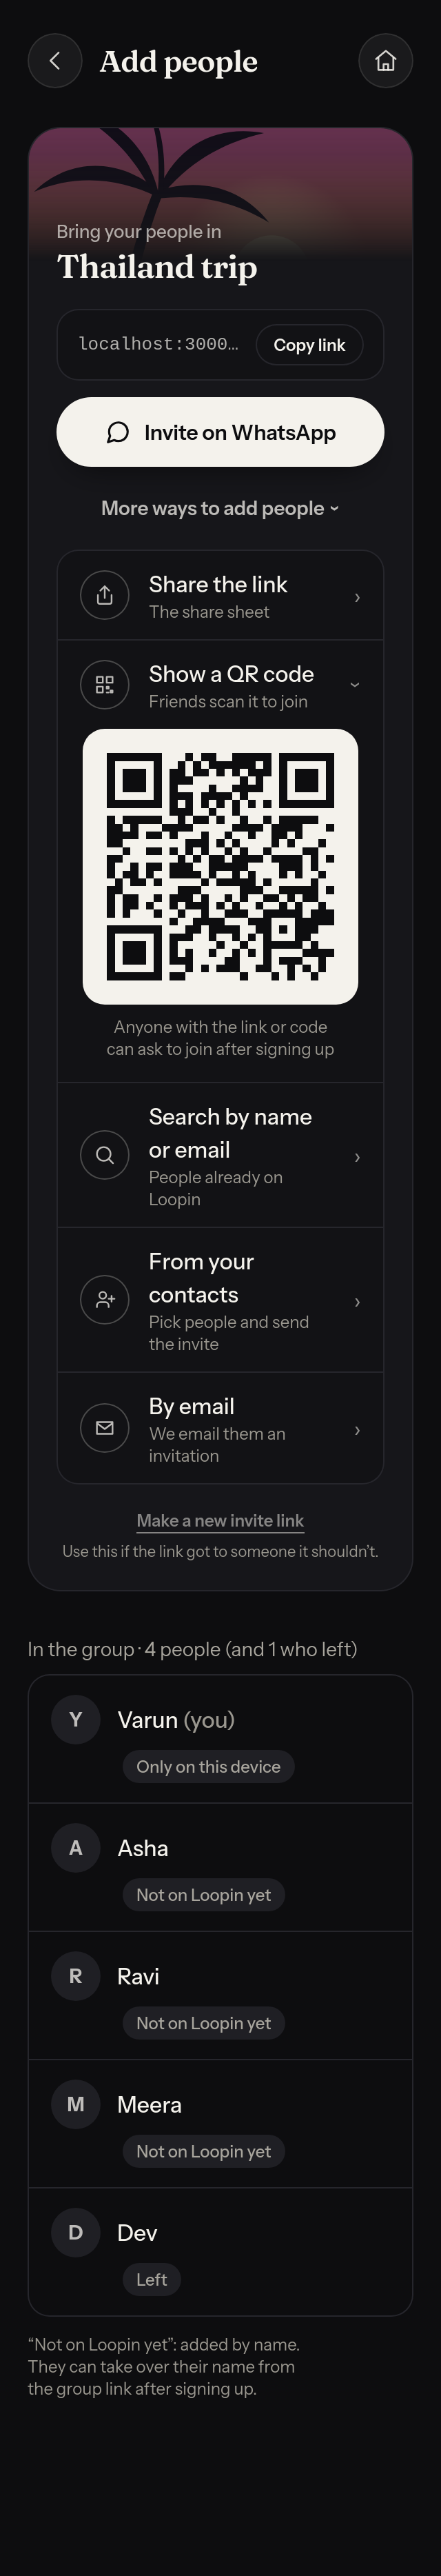 Add people
Bring your people in
Thailand trip
localhost:3000…
Copy link
Invite on WhatsApp
More ways to add people
Share the link
The share sheet
Show a QR code
Friends scan it to join
Anyone with the link or code
can ask to join after signing up
Search by name
or email
People already on
Loopin
From your
contacts
Pick people and send
the invite
By email
We email them an
invitation
Make a new invite link
Use this if the link got to someone it shouldn’t.
In the group · 4 people (and 1 who left)
Y
Varun (you)
Only on this device
A
Asha
Not on Loopin yet
R
Ravi
Not on Loopin yet
M
Meera
Not on Loopin yet
D
Dev
Left
“Not on Loopin yet”: added by name.
They can take over their name from
the group link after signing up.